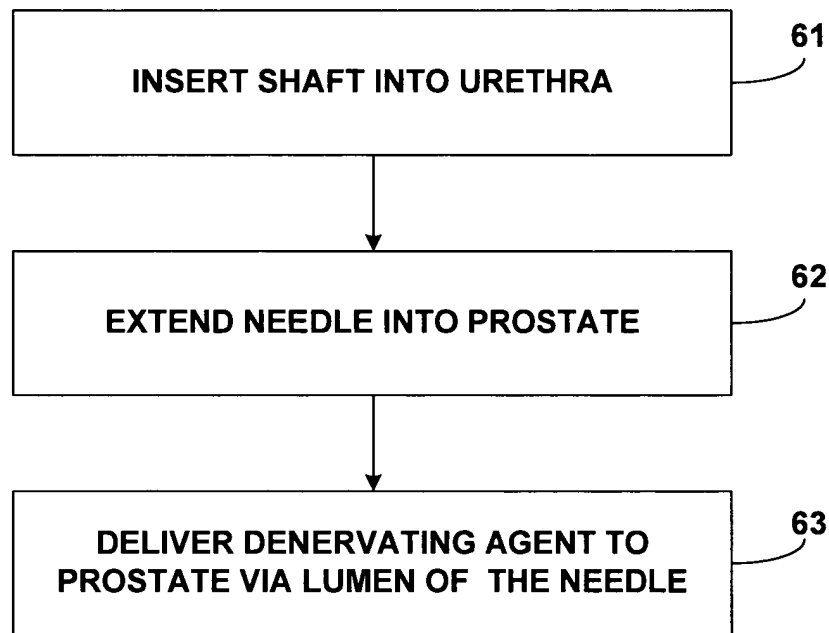 61
INSERT SHAFT INTO URETHRA
62
EXTEND NEEDLE INTO PROSTATE
63
DELIVER DENERVATING AGENT TO
PROSTATE VIA LUMEN OF THE NEEDLE